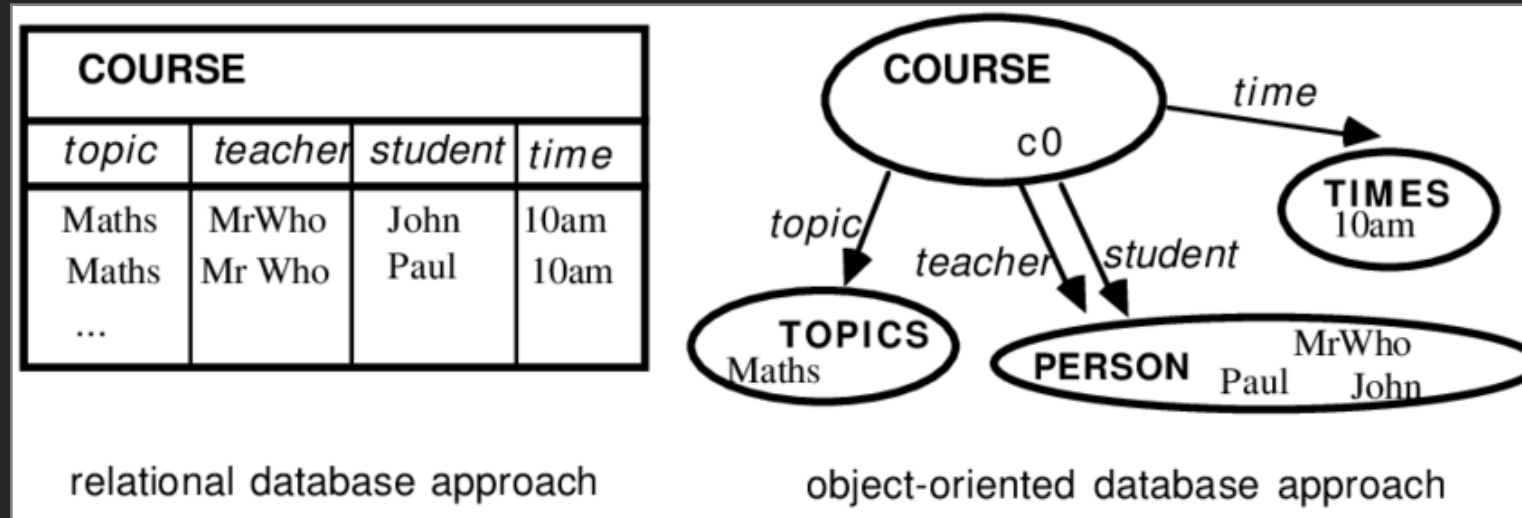 COURSE
topic teacher student time
Maths MrWho John 10am
Maths Mr Who Paul 10am
...
relational database approach
COURSE
c0
time
TIMES
10am
topic
teacher
student
TOPICS
Maths
PERSON
MrWho
Paul
John
object-oriented database approach